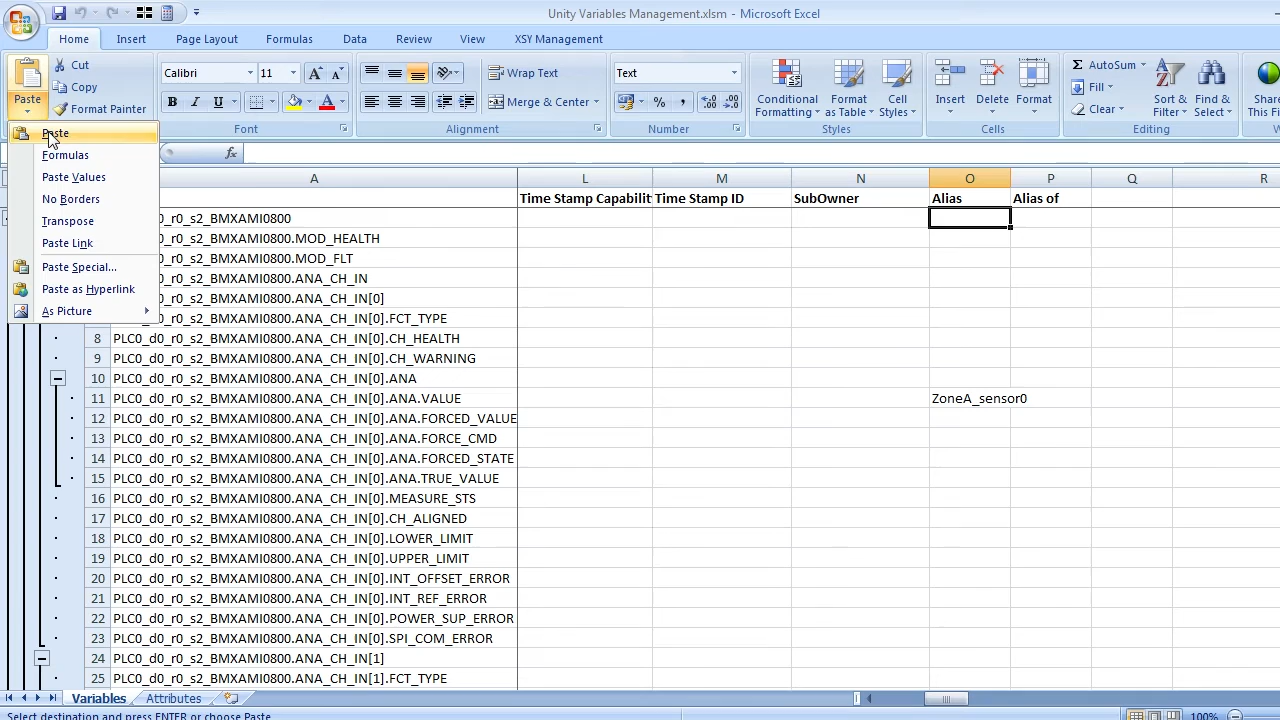 Unity Variables Management.xlsm - Microsoft Excel
Home Insert Page Layout Formulas Data Review View XSY Management
Paste
Cut
Copy
Format Painter
Calibri 11
B I U
A A A
Font
Wrap Text
Merge & Center
Alignment
Text
% ,
Number
Conditional Formatting
Format as Table
Cell Styles
Styles
Insert Delete Format
Cells
AutoSum
Fill
Clear
Sort & Filter
Find & Select
Editing
Share
This Fi
Paste
Formulas
Paste Values
No Borders
Transpose
Paste Link
Paste Special...
Paste as Hyperlink
As Picture
fx
A L M N O P Q R
Time Stamp Capabilit Time Stamp ID SubOwner Alias Alias of
0_r0_s2_BMXAMI0800
0_r0_s2_BMXAMI0800.MOD_HEALTH
0_r0_s2_BMXAMI0800.MOD_FLT
0_r0_s2_BMXAMI0800.ANA_CH_IN
0_r0_s2_BMXAMI0800.ANA_CH_IN[0]
0_r0_s2_BMXAMI0800.ANA_CH_IN[0].FCT_TYPE
8 PLC0_d0_r0_s2_BMXAMI0800.ANA_CH_IN[0].CH_HEALTH
9 PLC0_d0_r0_s2_BMXAMI0800.ANA_CH_IN[0].CH_WARNING
10 PLC0_d0_r0_s2_BMXAMI0800.ANA_CH_IN[0].ANA
11 PLC0_d0_r0_s2_BMXAMI0800.ANA_CH_IN[0].ANA.VALUE ZoneA_sensor0
12 PLC0_d0_r0_s2_BMXAMI0800.ANA_CH_IN[0].ANA.FORCED_VALUE
13 PLC0_d0_r0_s2_BMXAMI0800.ANA_CH_IN[0].ANA.FORCE_CMD
14 PLC0_d0_r0_s2_BMXAMI0800.ANA_CH_IN[0].ANA.FORCED_STATE
15 PLC0_d0_r0_s2_BMXAMI0800.ANA_CH_IN[0].ANA.TRUE_VALUE
16 PLC0_d0_r0_s2_BMXAMI0800.ANA_CH_IN[0].MEASURE_STS
17 PLC0_d0_r0_s2_BMXAMI0800.ANA_CH_IN[0].CH_ALIGNED
18 PLC0_d0_r0_s2_BMXAMI0800.ANA_CH_IN[0].LOWER_LIMIT
19 PLC0_d0_r0_s2_BMXAMI0800.ANA_CH_IN[0].UPPER_LIMIT
20 PLC0_d0_r0_s2_BMXAMI0800.ANA_CH_IN[0].INT_OFFSET_ERROR
21 PLC0_d0_r0_s2_BMXAMI0800.ANA_CH_IN[0].INT_REF_ERROR
22 PLC0_d0_r0_s2_BMXAMI0800.ANA_CH_IN[0].POWER_SUP_ERROR
23 PLC0_d0_r0_s2_BMXAMI0800.ANA_CH_IN[0].SPI_COM_ERROR
24 PLC0_d0_r0_s2_BMXAMI0800.ANA_CH_IN[1]
25 PLC0_d0_r0_s2_BMXAMI0800.ANA_CH_IN[1].FCT_TYPE
Variables Attributes
Select destination and press ENTER or choose Paste
100%